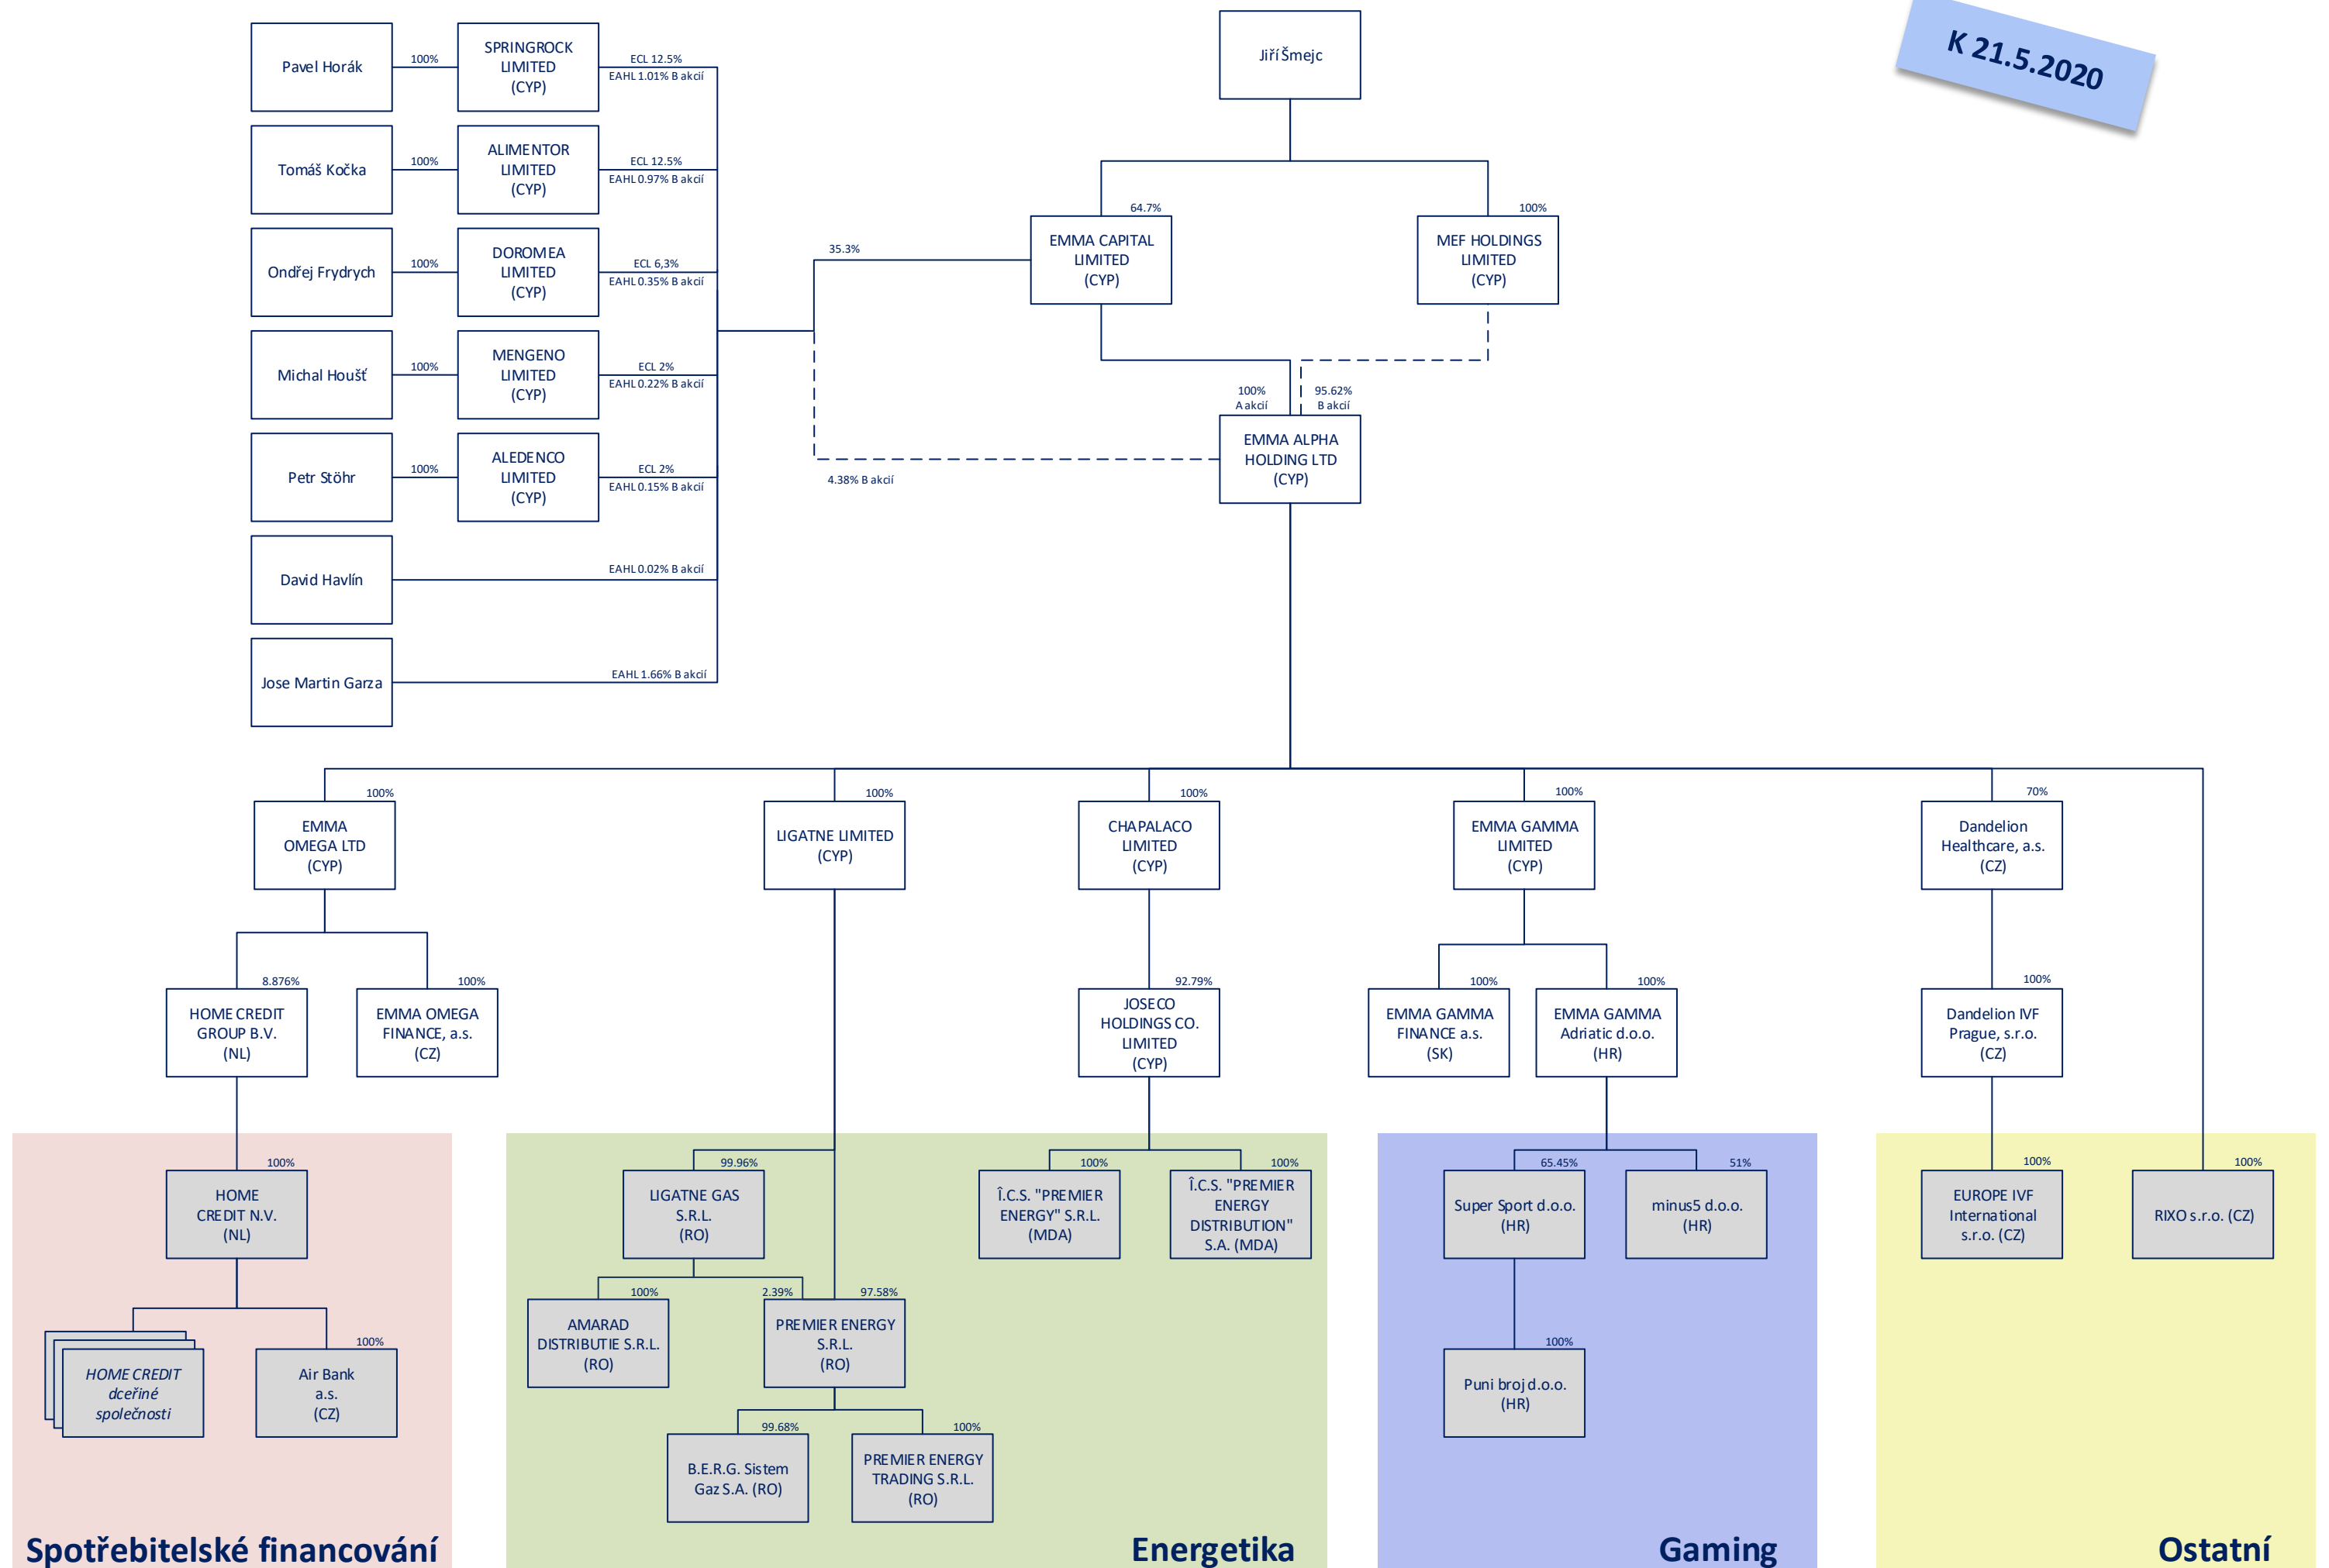 K 21.5.2020
Jiří Šmejc
Pavel Horák
100%
SPRINGROCK
LIMITED
(CYP)
ECL 12.5%
EAHL 1.01% B akcií
Tomáš Kočka
100%
ALIMENTOR
LIMITED
(CYP)
ECL 12.5%
EAHL 0.97% B akcií
Ondřej Frydrych
100%
DOROMEA
LIMITED
(CYP)
ECL 6,3%
EAHL 0.35% B akcií
Michal Houšť
100%
MENGENO
LIMITED
(CYP)
ECL 2%
EAHL 0.22% B akcií
Petr Stöhr
100%
ALEDENCO
LIMITED
(CYP)
ECL 2%
EAHL 0.15% B akcií
David Havlín
EAHL 0.02% B akcií
Jose Martin Garza
EAHL 1.66% B akcií
35.3%
4.38% B akcií
64.7%
EMMA CAPITAL
LIMITED
(CYP)
100%
MEF HOLDINGS
LIMITED
(CYP)
100%
A akcií
95.62%
B akcií
EMMA ALPHA
HOLDING LTD
(CYP)
100%
EMMA
OMEGA LTD
(CYP)
100%
LIGATNE LIMITED
(CYP)
100%
CHAPALACO
LIMITED
(CYP)
100%
EMMA GAMMA
LIMITED
(CYP)
70%
Dandelion
Healthcare, a.s.
(CZ)
8.876%
HOME CREDIT
GROUP B.V.
(NL)
100%
EMMA OMEGA
FINANCE, a.s.
(CZ)
92.79%
JOSECO
HOLDINGS CO.
LIMITED
(CYP)
100%
EMMA GAMMA
FINANCE a.s.
(SK)
100%
EMMA GAMMA
Adriatic d.o.o.
(HR)
100%
Dandelion IVF
Prague, s.r.o.
(CZ)
100%
HOME
CREDIT N.V.
(NL)
99.96%
LIGATNE GAS
S.R.L.
(RO)
100%
Î.C.S. "PREMIER
ENERGY" S.R.L.
(MDA)
100%
Î.C.S. "PREMIER
ENERGY
DISTRIBUTION"
S.A. (MDA)
65.45%
Super Sport d.o.o.
(HR)
51%
minus5 d.o.o.
(HR)
100%
EUROPE IVF
International
s.r.o. (CZ)
100%
RIXO s.r.o. (CZ)
HOME CREDIT
dceřiné
společnosti
100%
Air Bank
a.s.
(CZ)
100%
AMARAD
DISTRIBUTIE S.R.L.
(RO)
2.39%
97.58%
PREMIER ENERGY
S.R.L.
(RO)
100%
Puni broj d.o.o.
(HR)
99.68%
B.E.R.G. Sistem
Gaz S.A. (RO)
100%
PREMIER ENERGY
TRADING S.R.L.
(RO)
Spotřebitelské financování
Energetika
Gaming
Ostatní